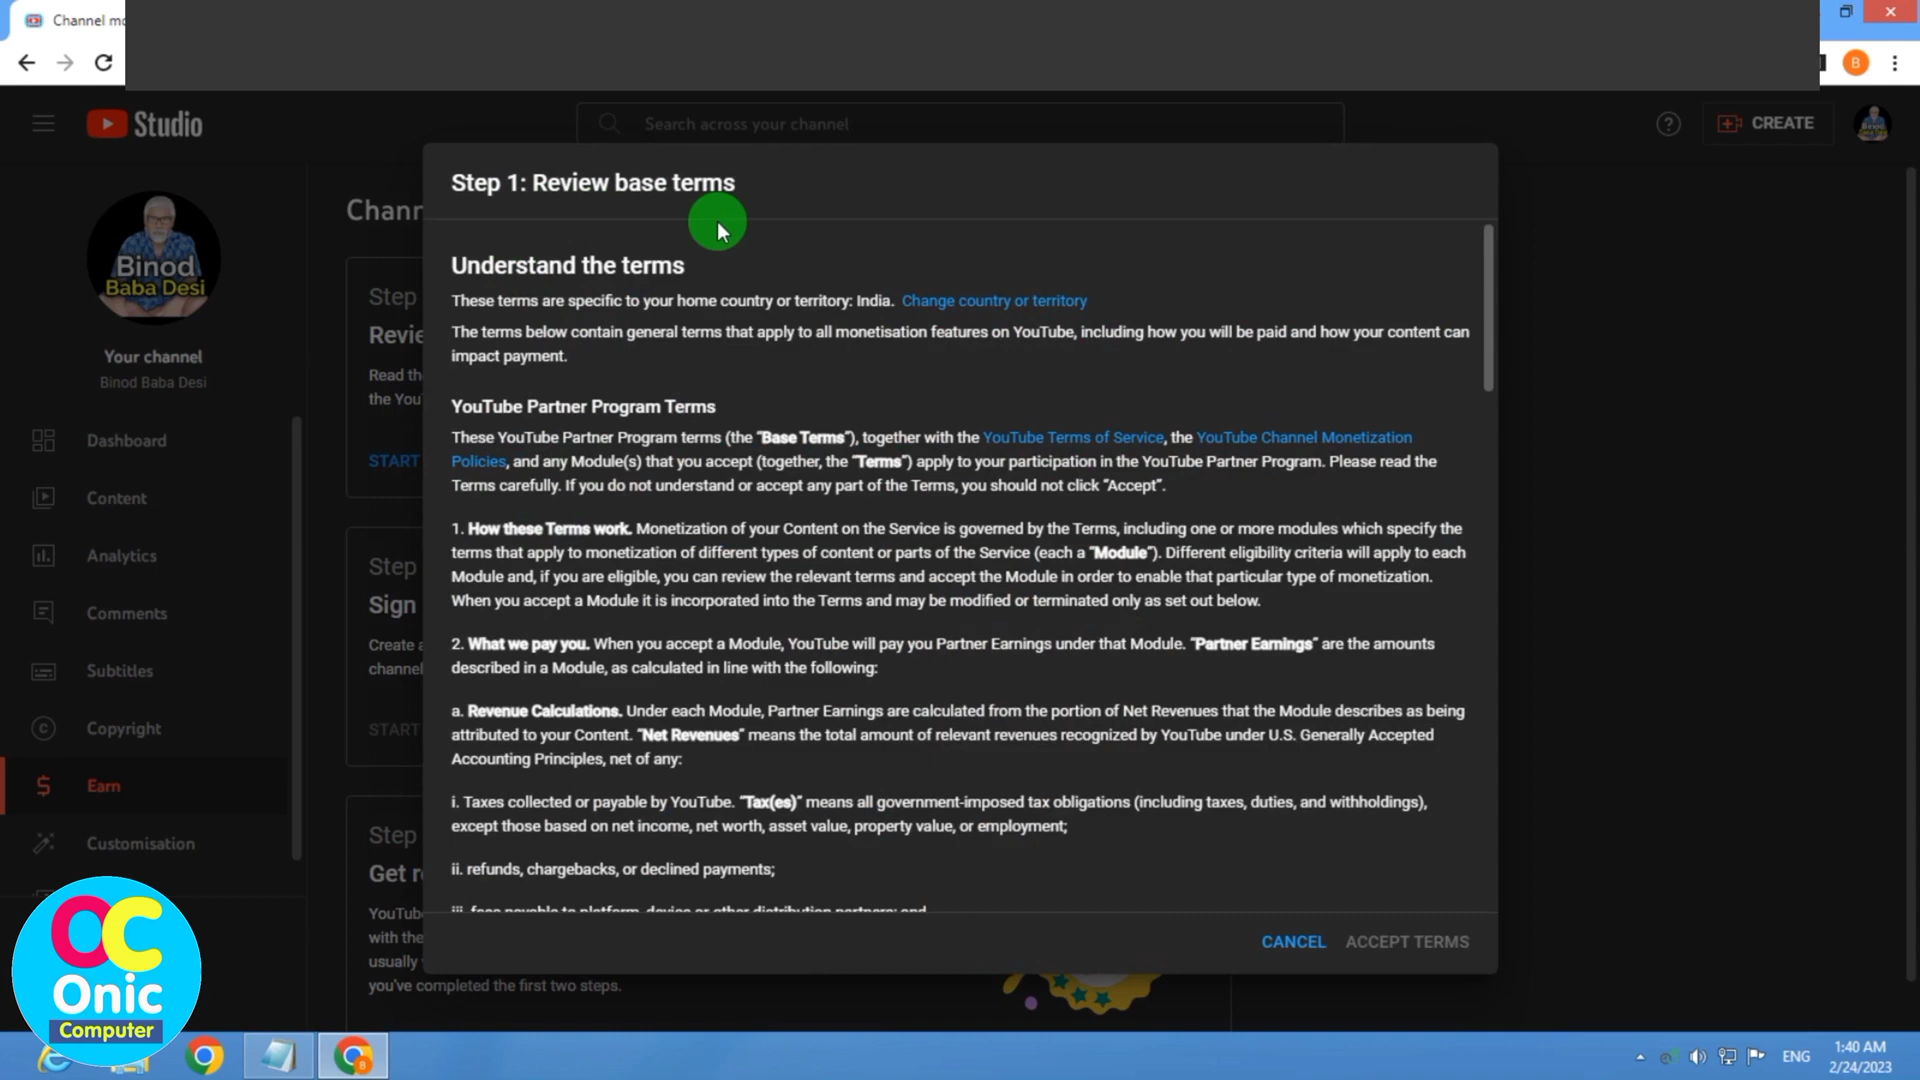 Channel mo
B
Studio
Search across your channel
CREATE
Binod
Baba Desi
Your channel
Binod Baba Desi
Dashboard
Content
Analytics
Comments
Subtitles
Copyright
Earn
Customisation
Chann
Step
Revie
Read th
the YouT
START
Step
Sign
Create a
channel
START
Step
Get re
YouTub
with the
usually
you've completed the first two steps.
Step 1: Review base terms
Understand the terms
These terms are specific to your home country or territory: India. Change country or territory
The terms below contain general terms that apply to all monetisation features on YouTube, including how you will be paid and how your content can
impact payment.
YouTube Partner Program Terms
These YouTube Partner Program terms (the “Base Terms”), together with the YouTube Terms of Service, the YouTube Channel Monetization
Policies, and any Module(s) that you accept (together, the “Terms”) apply to your participation in the YouTube Partner Program. Please read the
Terms carefully. If you do not understand or accept any part of the Terms, you should not click “Accept”.
1. How these Terms work. Monetization of your Content on the Service is governed by the Terms, including one or more modules which specify the
terms that apply to monetization of different types of content or parts of the Service (each a “Module”). Different eligibility criteria will apply to each
Module and, if you are eligible, you can review the relevant terms and accept the Module in order to enable that particular type of monetization.
When you accept a Module it is incorporated into the Terms and may be modified or terminated only as set out below.
2. What we pay you. When you accept a Module, YouTube will pay you Partner Earnings under that Module. “Partner Earnings” are the amounts
described in a Module, as calculated in line with the following:
a. Revenue Calculations. Under each Module, Partner Earnings are calculated from the portion of Net Revenues that the Module describes as being
attributed to your Content. “Net Revenues” means the total amount of relevant revenues recognized by YouTube under U.S. Generally Accepted
Accounting Principles, net of any:
i. Taxes collected or payable by YouTube. “Tax(es)” means all government-imposed tax obligations (including taxes, duties, and withholdings),
except those based on net income, net worth, asset value, property value, or employment;
ii. refunds, chargebacks, or declined payments;
iii. fees payable to platform, device or other distribution partners; and
CANCEL ACCEPT TERMS
OC
Onic
Computer
ENG
1:40 AM
2/24/2023